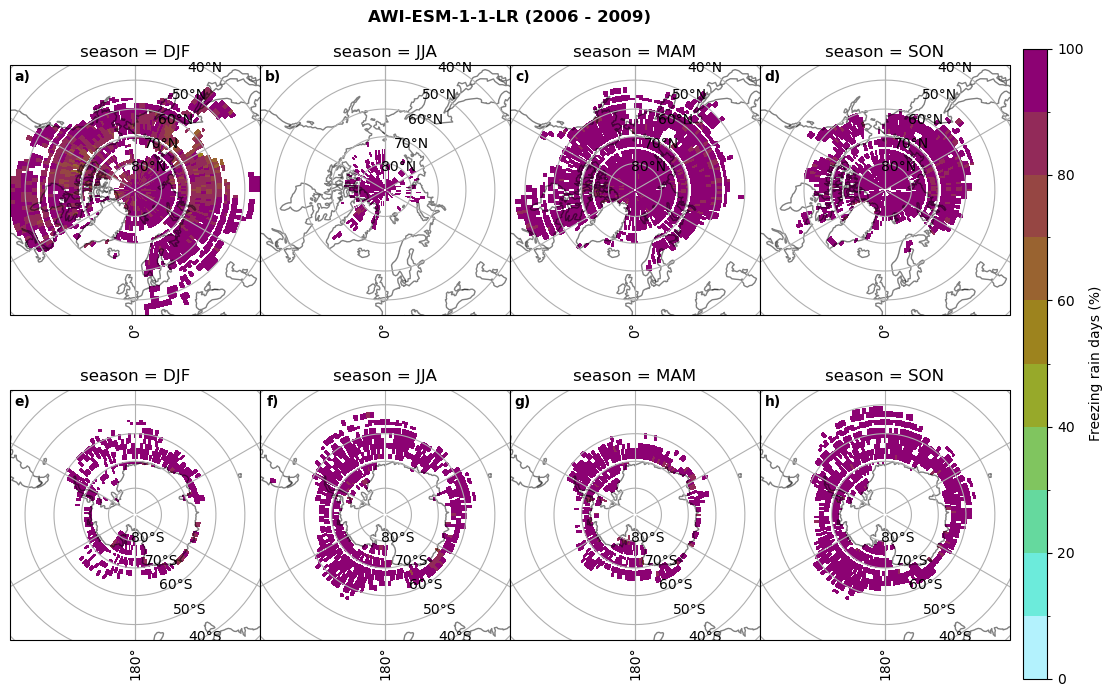 AWI-ESM-1-1-LR (2006 - 2009)
season = DJF
season = JJA
season = MAM
season = SON
a)
b)
c)
d)
40°N
50°N
60°N
70°N
80°N
40°N
50°N
60°N
70°N
80°N
40°N
50°N
60°N
70°N
80°N
40°N
50°N
60°N
70°N
80°N
0°
0°
0°
0°
season = DJF
season = JJA
season = MAM
season = SON
e)
f)
g)
h)
80°S
70°S
60°S
50°S
40°S
80°S
70°S
60°S
50°S
40°S
80°S
70°S
60°S
50°S
40°S
80°S
70°S
60°S
50°S
40°S
180°
180°
180°
180°
100
80
60
40
20
0
Freezing rain days (%)